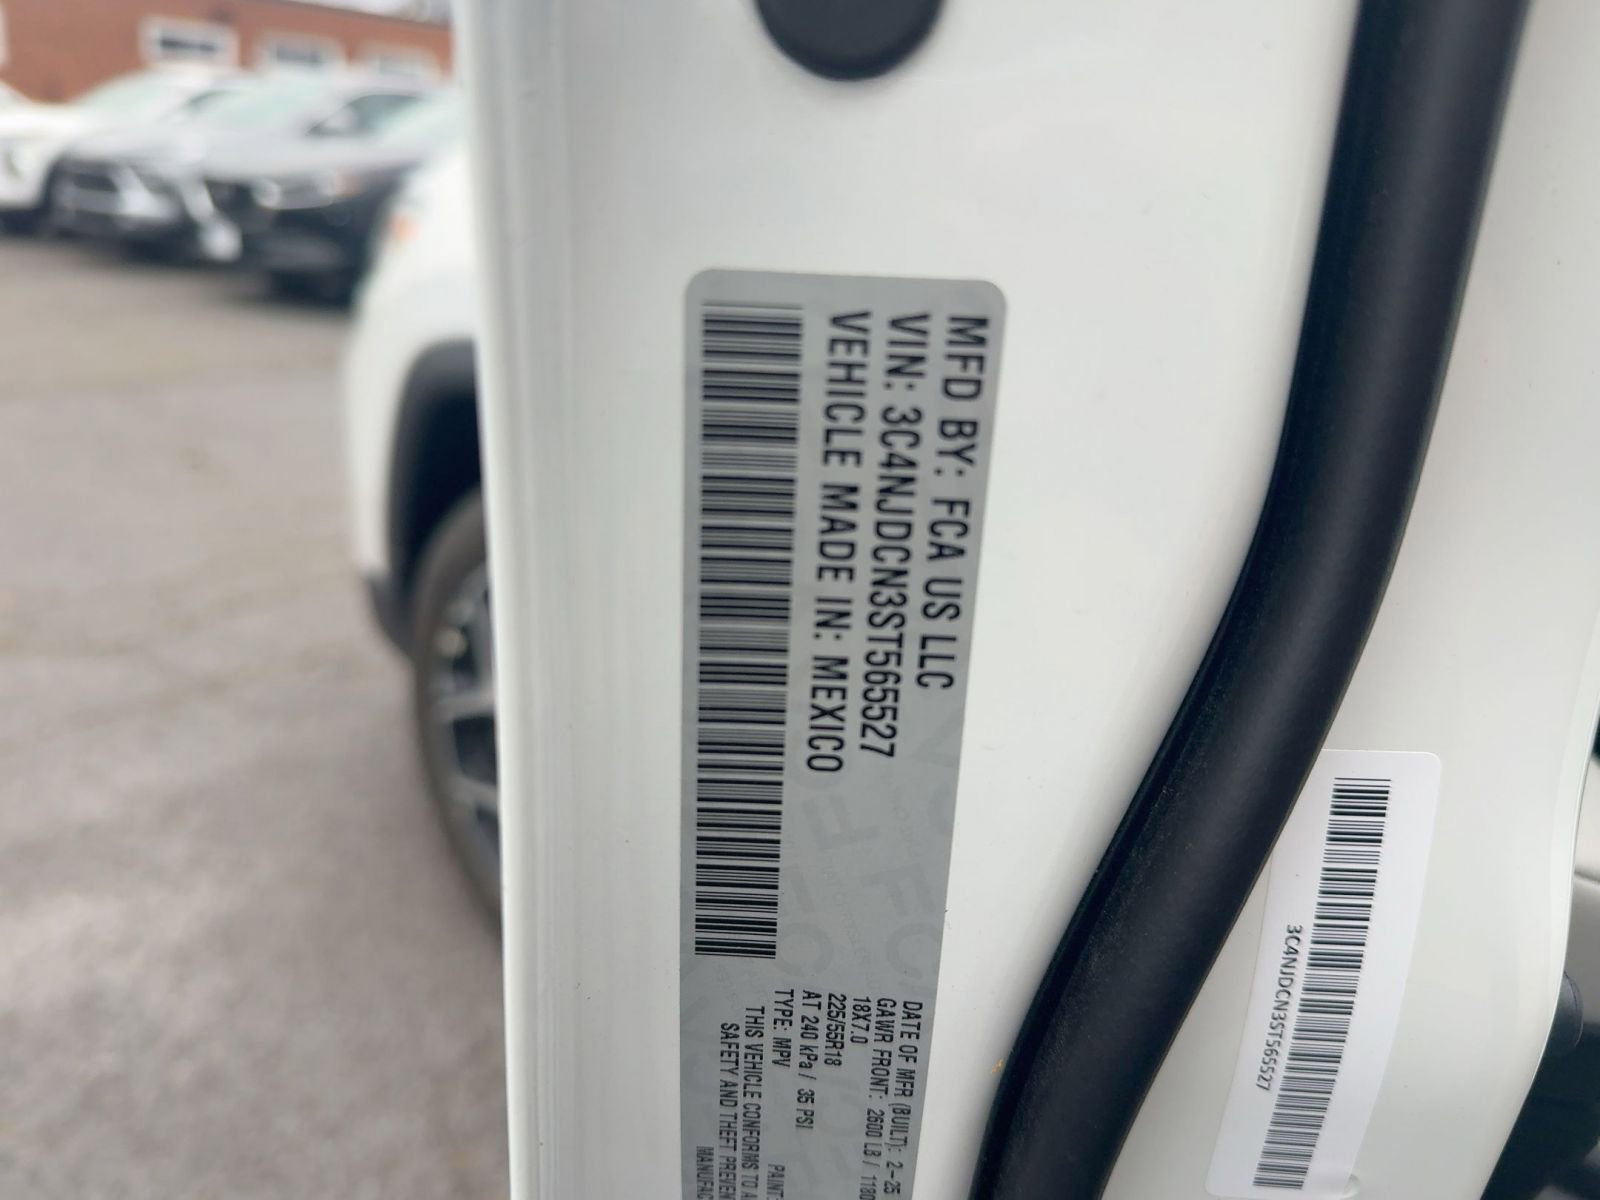 MFD BY: FCA US LLC
VIN: 3C4NJDCN3ST565527
VEHICLE MADE IN: MEXICO
DATE OF MFR (BUILT): 2-25
GAWR FRONT: 2600 LB / 1180
18X7.0
225/55R18
AT 240 kPa / 35 PSI
TYPE: MPV PAINT:
THIS VEHICLE CONFORMS TO A
SAFETY AND THEFT PREVEN
MANUFAC
3C4NJDCN3ST565527